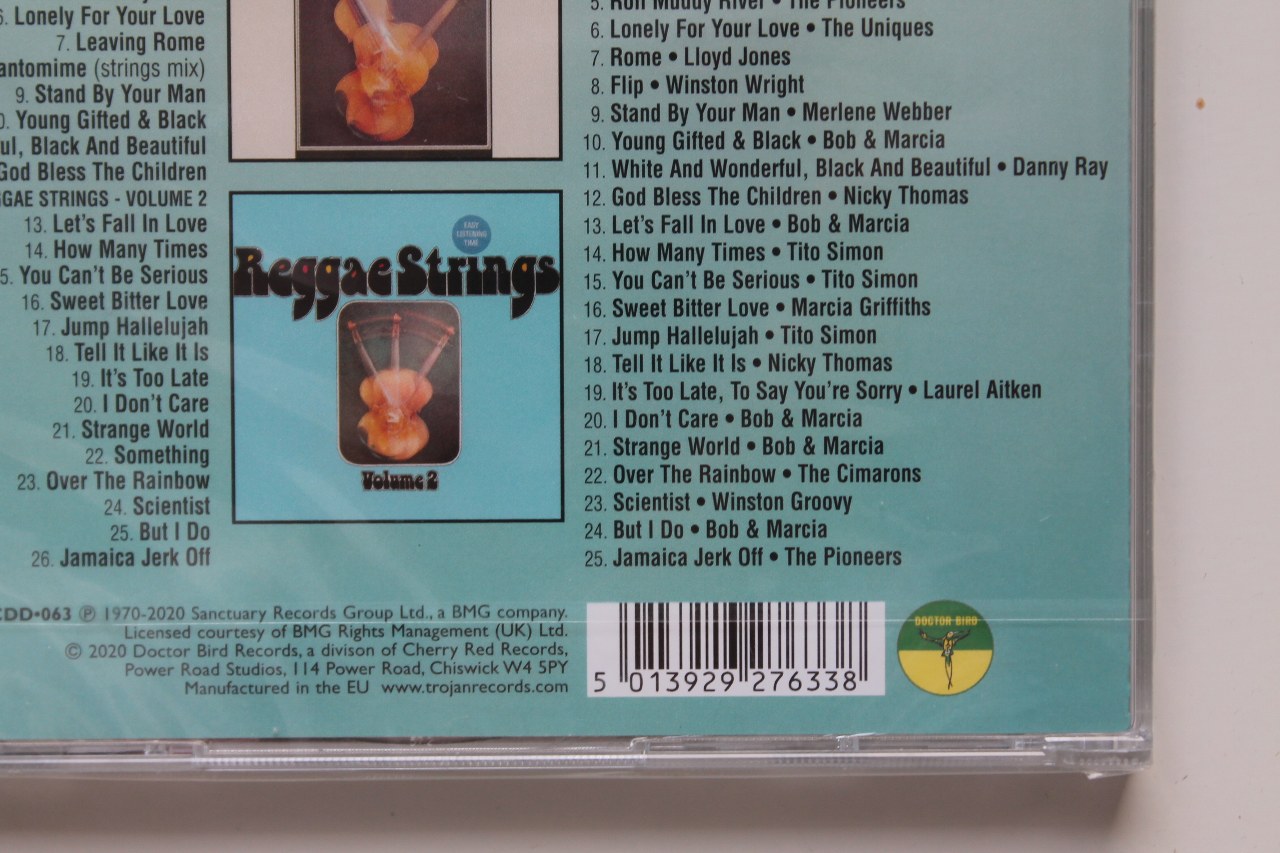 6. Lonely For Your Love
7. Leaving Rome
(strings mix)
9. Stand By Your Man
Young Gifted & Black
Black And Beautiful
God Bless The Children
STRINGS - VOLUME 2
13. Let's Fall In Love
14. How Many Times
5. You Can't Be Serious
16. Sweet Bitter Love
17. Jump Hallelujah
18. Tell It Like It Is
19. It's Too Late
20. I Don't Care
21. Strange World
22. Something
23. Over The Rainbow
24. Scientist
25. But I Do
26. Jamaica Jerk Off
EASY
LISTENING
TIME
Reggae Strings
Volume 2
5. Roll Muddy River • The Pioneers
6. Lonely For Your Love • The Uniques
7. Rome • Lloyd Jones
8. Flip • Winston Wright
9. Stand By Your Man • Merlene Webber
10. Young Gifted & Black • Bob & Marcia
11. White And Wonderful, Black And Beautiful • Danny Ray
12. God Bless The Children • Nicky Thomas
13. Let's Fall In Love • Bob & Marcia
14. How Many Times • Tito Simon
15. You Can't Be Serious • Tito Simon
16. Sweet Bitter Love • Marcia Griffiths
17. Jump Hallelujah • Tito Simon
18. Tell It Like It Is • Nicky Thomas
19. It's Too Late, To Say You're Sorry • Laurel Aitken
20. I Don't Care • Bob & Marcia
21. Strange World • Bob & Marcia
22. Over The Rainbow • The Cimarons
23. Scientist • Winston Groovy
24. But I Do • Bob & Marcia
25. Jamaica Jerk Off • The Pioneers
CDD•063 ℗ 1970-2020 Sanctuary Records Group Ltd., a BMG company.
Licensed courtesy of BMG Rights Management (UK) Ltd.
© 2020 Doctor Bird Records, a divison of Cherry Red Records,
Power Road Studios, 114 Power Road, Chiswick W4 5PY
Manufactured in the EU www.trojanrecords.com
5 013929 276338
DOCTOR BIRD